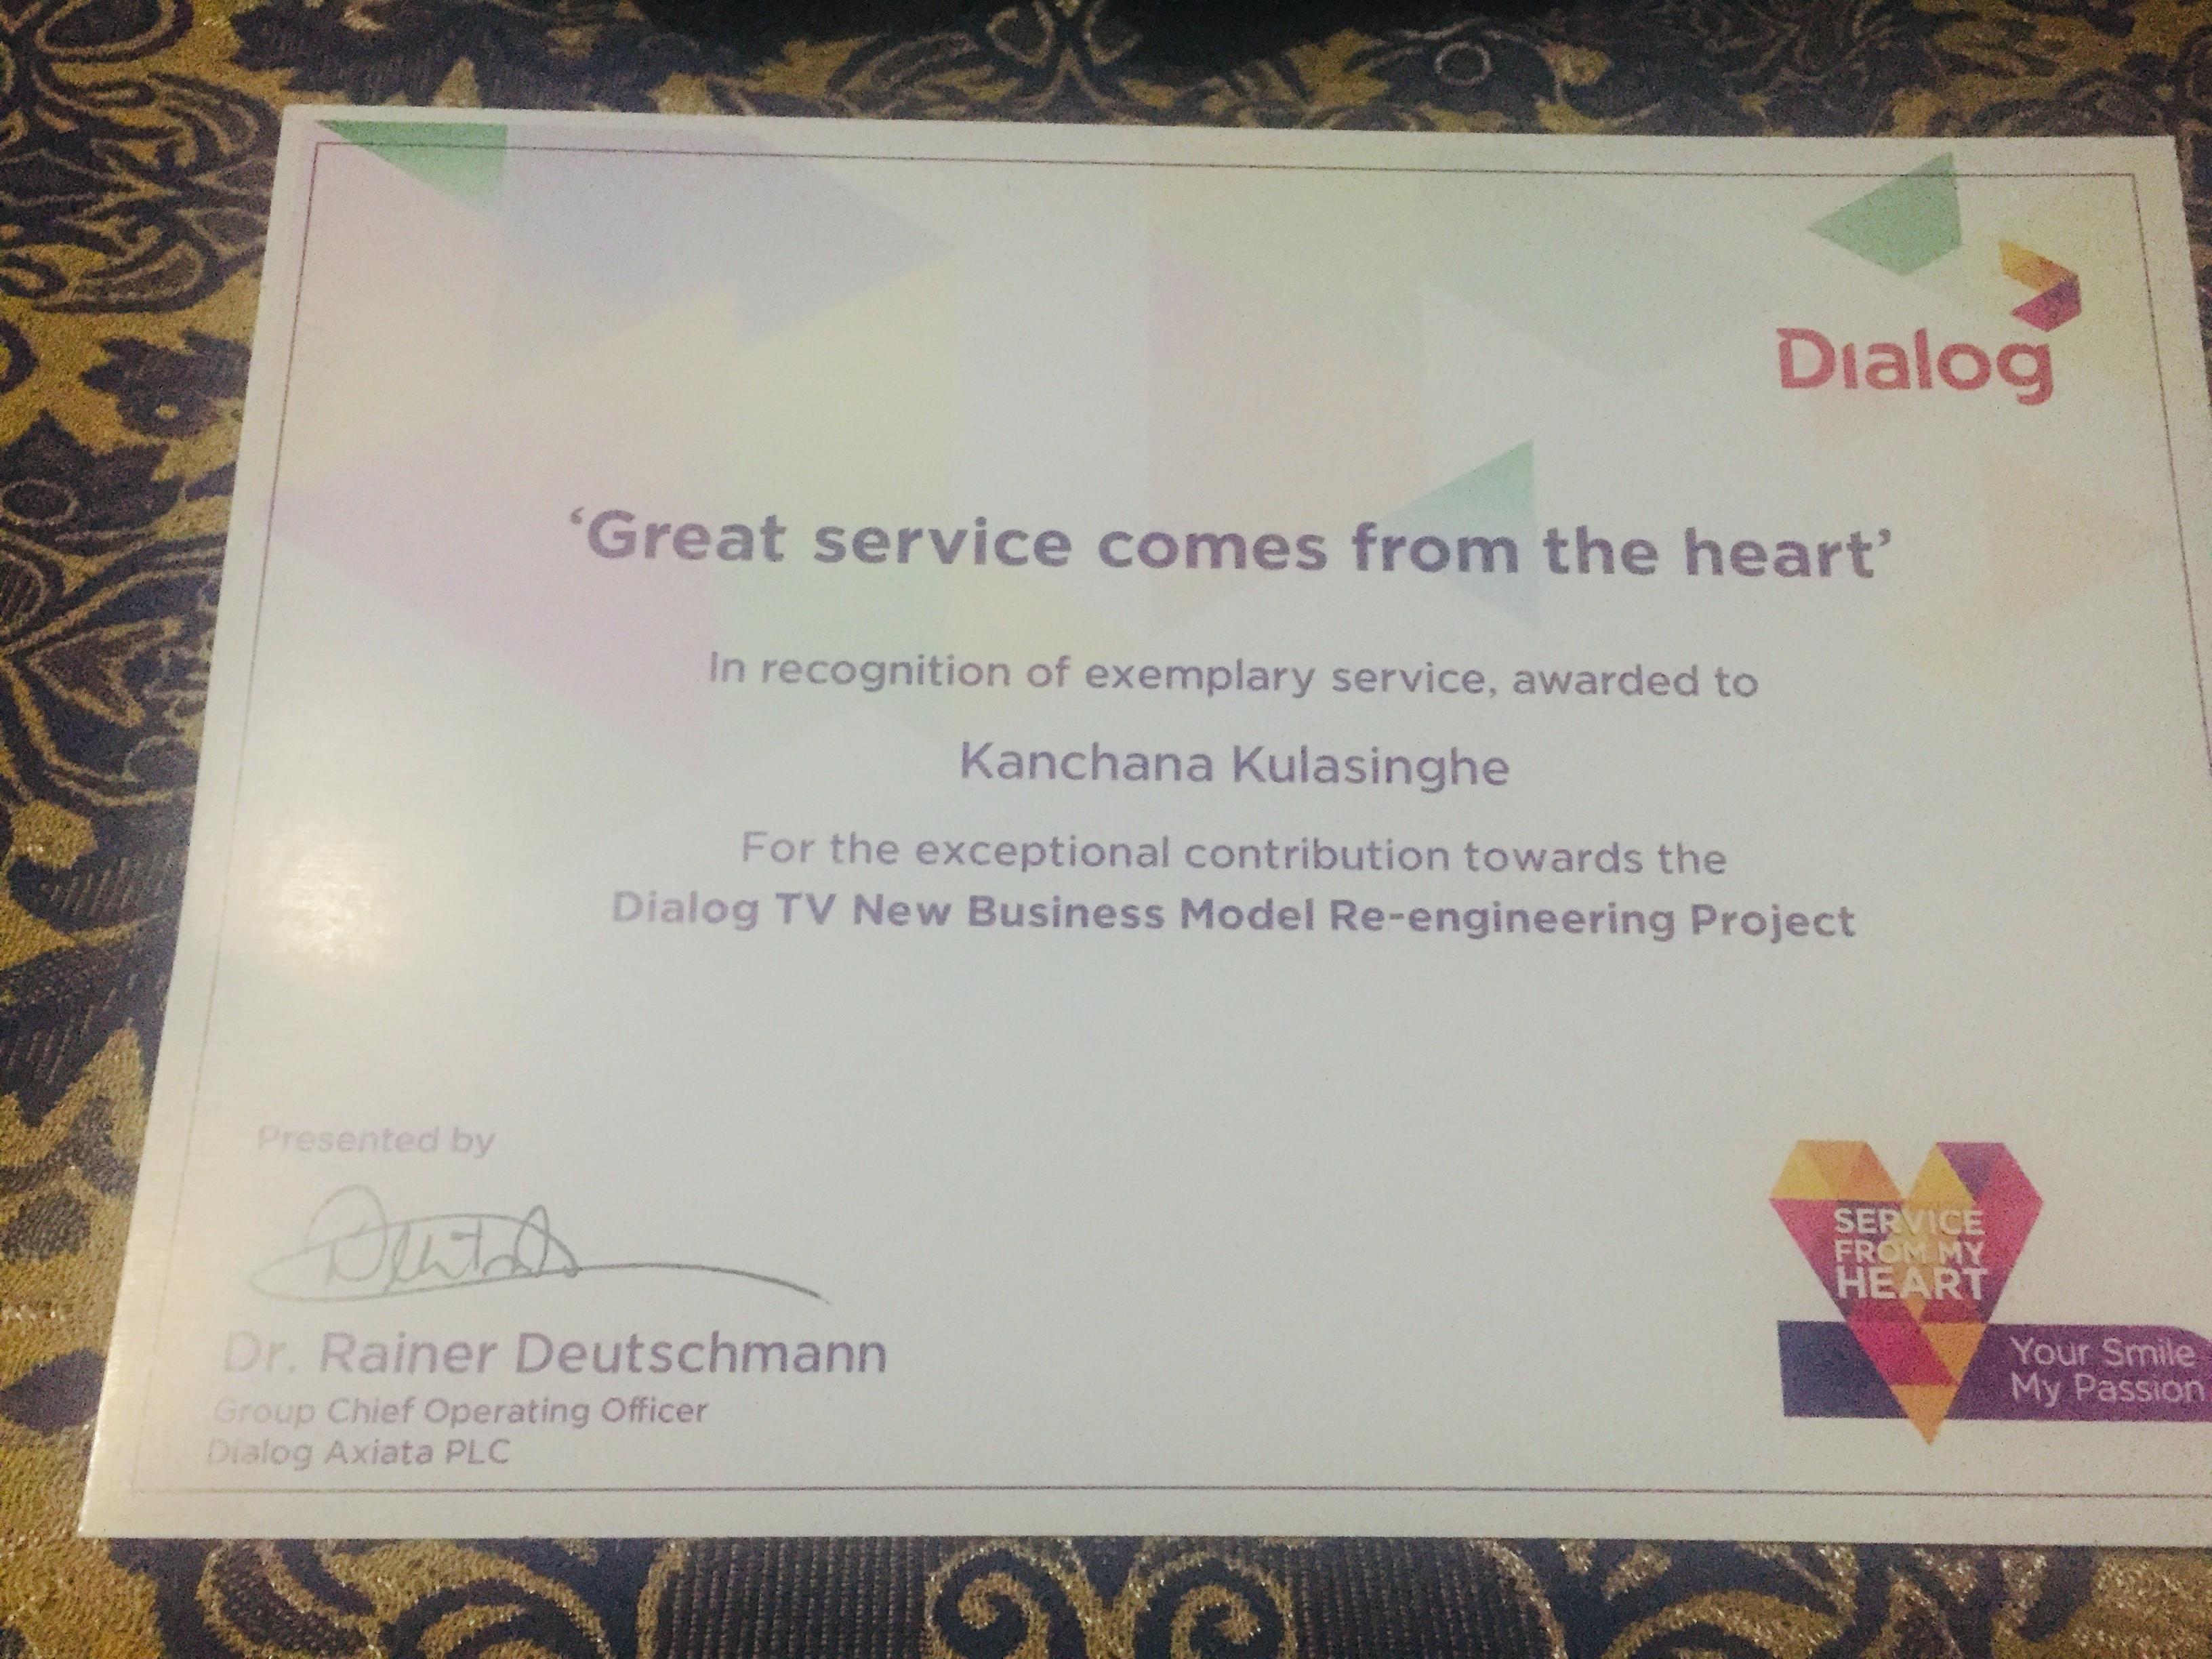 Dialog
‘Great service comes from the heart’
In recognition of exemplary service, awarded to
Kanchana Kulasinghe
For the exceptional contribution towards the
Dialog TV New Business Model Re-engineering Project
Presented by
Dr. Rainer Deutschmann
Group Chief Operating Officer
Dialog Axiata PLC
SERVICE
FROM MY
HEART
Your Smile
My Passion